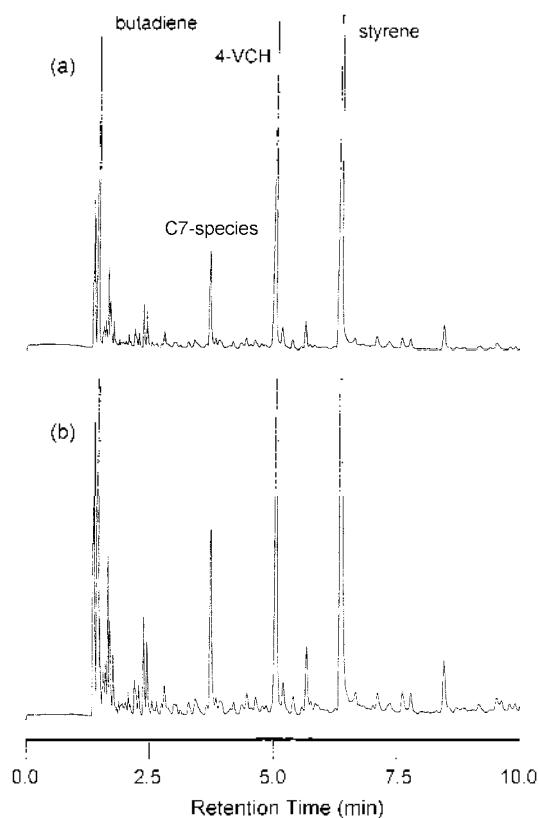 butadiene
styrene
4-VCH
(a)
C7-species
(b)
0.0 2.5 5.0 7.5 10.0
Retention Time (min)